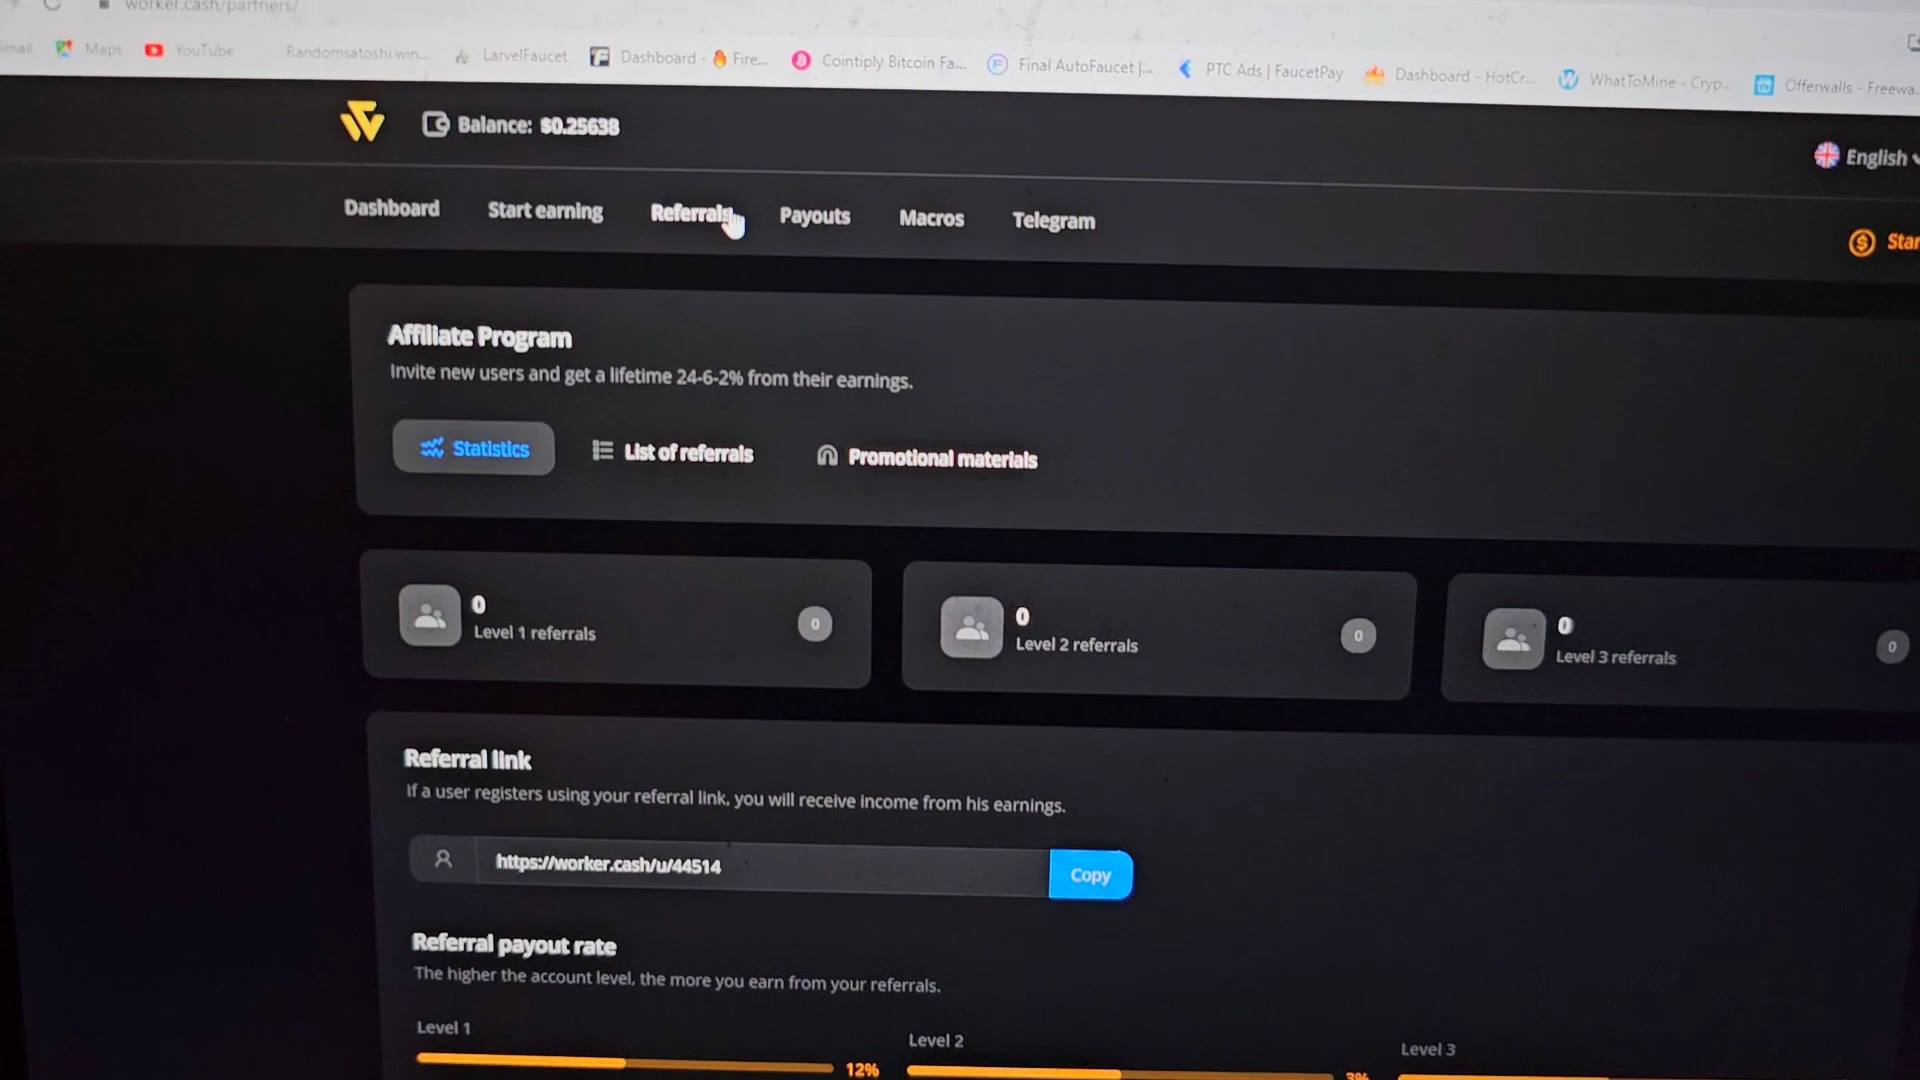 worker.cash/partners/
Gmail Maps YouTube Randomsatoshi.win... LarvelFaucet Dashboard - Fire... Cointiply Bitcoin Fa... Final AutoFaucet |... PTC Ads | FaucetPay Dashboard - HotCr... WhatToMine - Cryp... Offerwalls - Freewa...
Balance: $0.25638
English
Dashboard Start earning Referrals Payouts Macros Telegram
Star
Affiliate Program
Invite new users and get a lifetime 24-6-2% from their earnings.
Statistics List of referrals Promotional materials
0 0 0
Level 1 referrals 0 Level 2 referrals 0 Level 3 referrals 0
Referral link
If a user registers using your referral link, you will receive income from his earnings.
https://worker.cash/u/44514 Copy
Referral payout rate
The higher the account level, the more you earn from your referrals.
Level 1 Level 2 Level 3
12% 3%